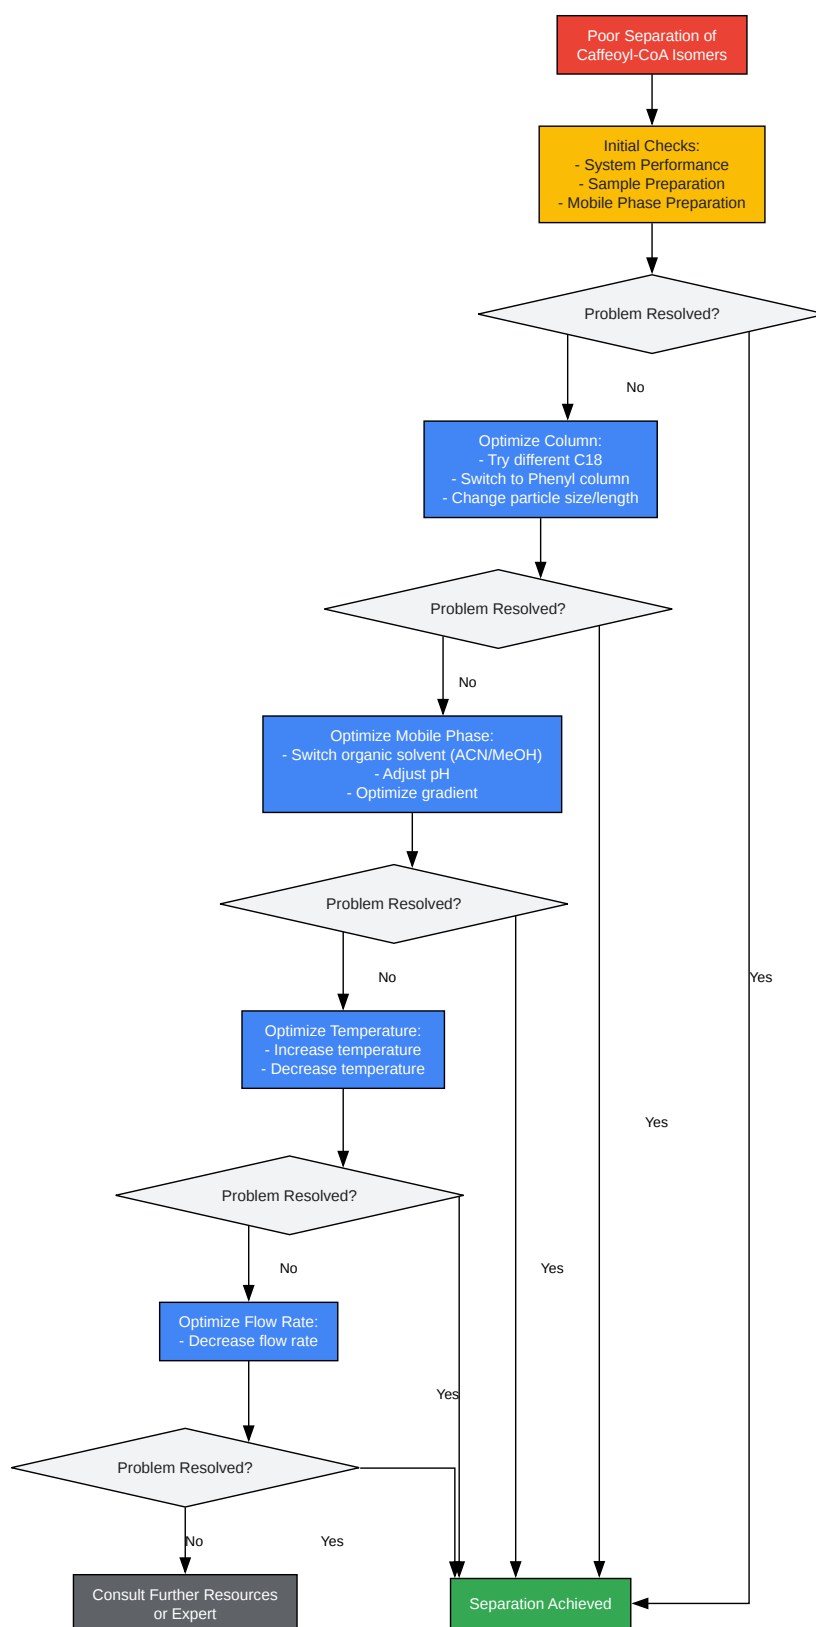 Poor Separation of
Caffeoyl-CoA Isomers
Initial Checks:
- System Performance
- Sample Preparation
- Mobile Phase Preparation
Problem Resolved?
No
Optimize Column:
- Try different C18
- Switch to Phenyl column
- Change particle size/length
Problem Resolved?
No
Optimize Mobile Phase:
- Switch organic solvent (ACN/MeOH)
- Adjust pH
- Optimize gradient
Problem Resolved?
No
Yes
Optimize Temperature:
- Increase temperature
- Decrease temperature
Yes
Problem Resolved?
No
Yes
Optimize Flow Rate:
- Decrease flow rate
Yes
Problem Resolved?
No
Yes
Consult Further Resources
or Expert
Separation Achieved